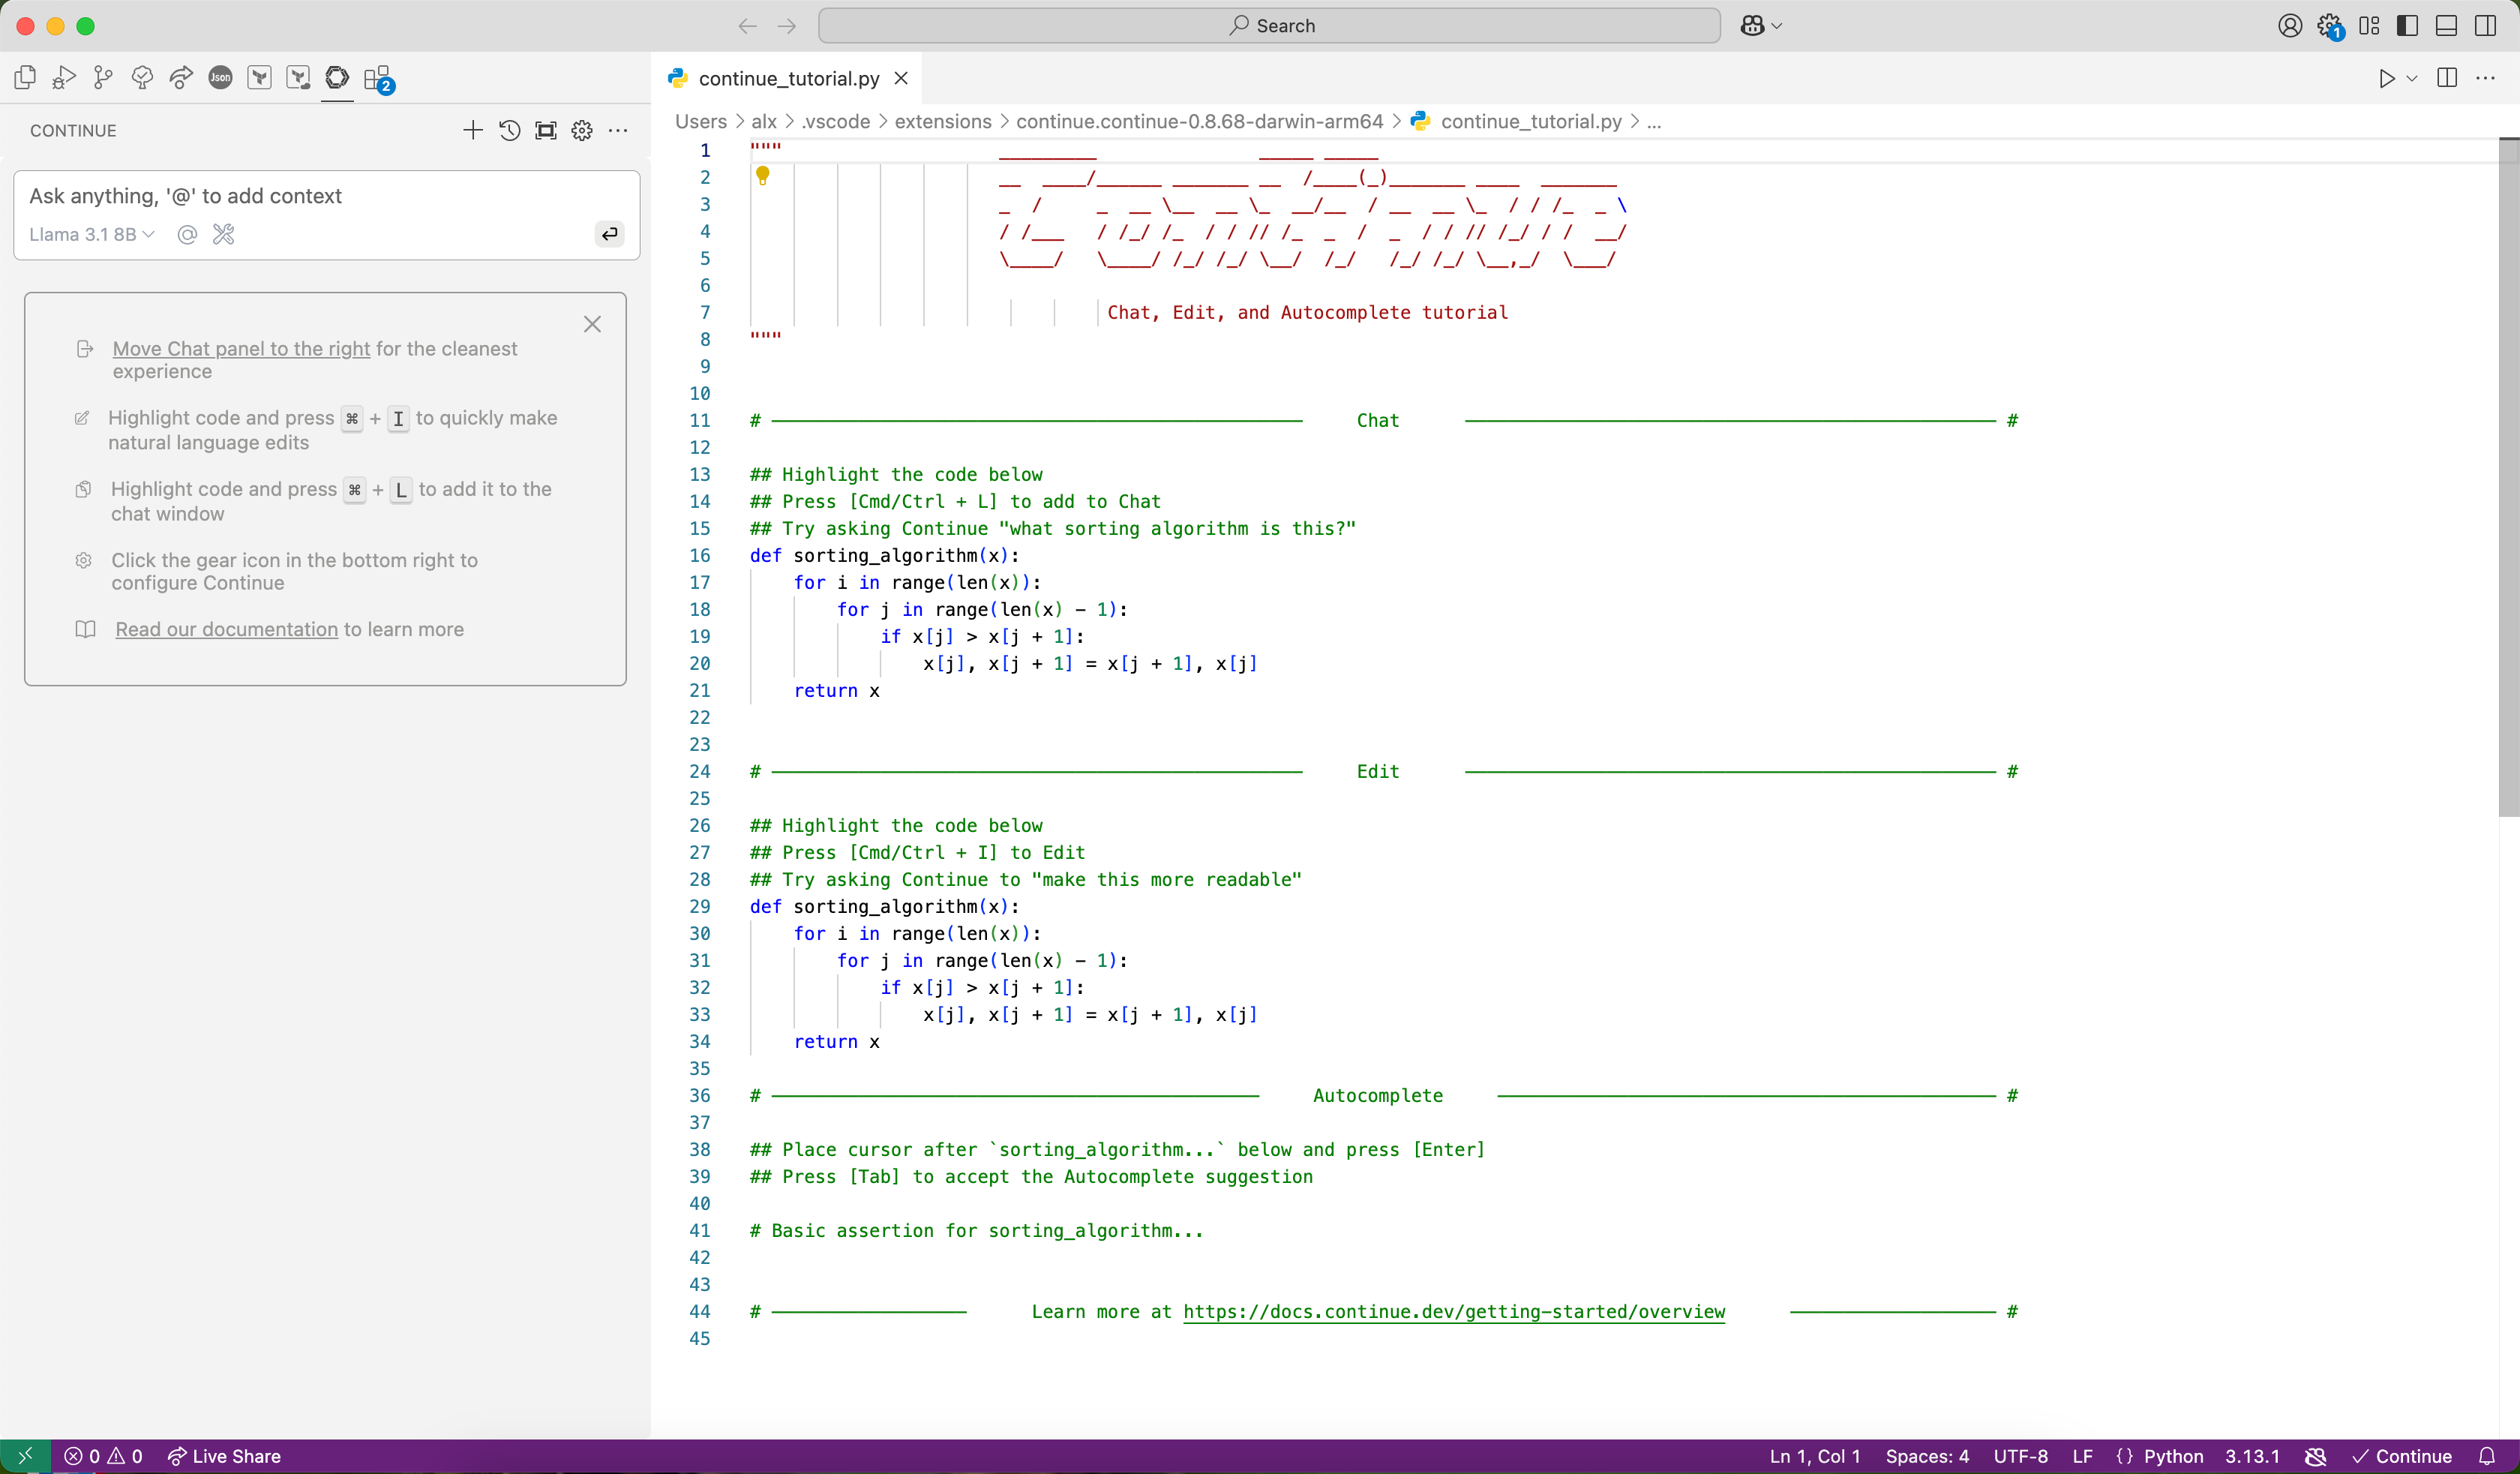 Search
1
Json
2
continue_tutorial.py
CONTINUE
Users > alx > .vscode > extensions > continue.continue-0.8.68-darwin-arm64 > continue_tutorial.py > ...
Ask anything, '@' to add context
Llama 3.1 8B
Move Chat panel to the right for the cleanest
experience
Highlight code and press ⌘ + I to quickly make
natural language edits
Highlight code and press ⌘ + L to add it to the
chat window
Click the gear icon in the bottom right to
configure Continue
Read our documentation to learn more
1 """
2
3
4
5
6
7 Chat, Edit, and Autocomplete tutorial
8 """
9
10
11 # ———————— Chat ———————— #
12
13 ## Highlight the code below
14 ## Press [Cmd/Ctrl + L] to add to Chat
15 ## Try asking Continue "what sorting algorithm is this?"
16 def sorting_algorithm(x):
17     for i in range(len(x)):
18         for j in range(len(x) - 1):
19             if x[j] > x[j + 1]:
20                 x[j], x[j + 1] = x[j + 1], x[j]
21     return x
22
23
24 # ———————— Edit ———————— #
25
26 ## Highlight the code below
27 ## Press [Cmd/Ctrl + I] to Edit
28 ## Try asking Continue to "make this more readable"
29 def sorting_algorithm(x):
30     for i in range(len(x)):
31         for j in range(len(x) - 1):
32             if x[j] > x[j + 1]:
33                 x[j], x[j + 1] = x[j + 1], x[j]
34     return x
35
36 # ———————— Autocomplete ———————— #
37
38 ## Place cursor after `sorting_algorithm...` below and press [Enter]
39 ## Press [Tab] to accept the Autocomplete suggestion
40
41 # Basic assertion for sorting_algorithm...
42
43
44 # ———— Learn more at https://docs.continue.dev/getting-started/overview ———— #
45
0 0 Live Share Ln 1, Col 1 Spaces: 4 UTF-8 LF {} Python 3.13.1 Continue